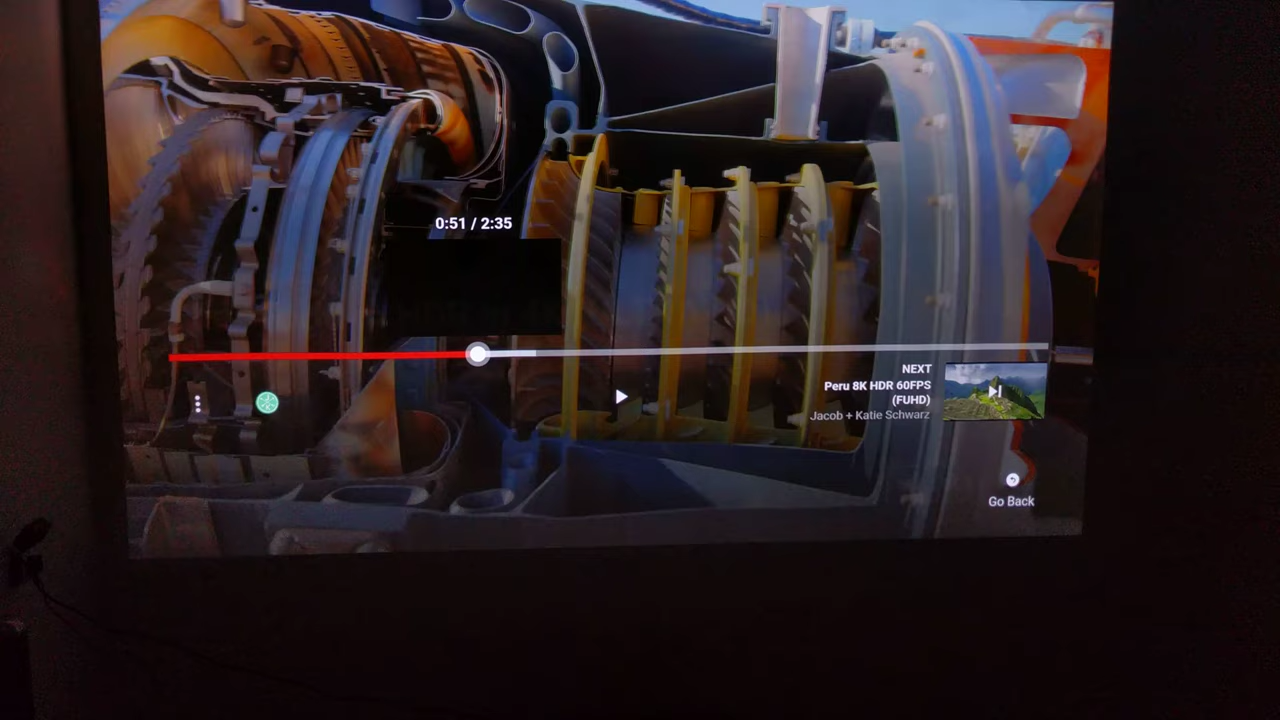 0:51 / 2:35
NEXT
Peru 8K HDR 60FPS
(FUHD)
Jacob + Katie Schwarz
Go Back